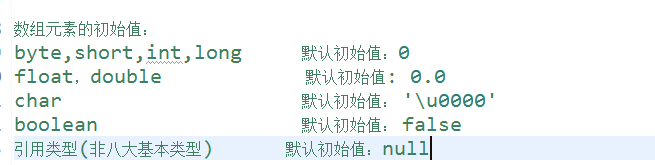 数组元素的初始值：
byte,short,int,long 默认初始值：0
float，double 默认初始值: 0.0
char 默认初始值：'\u0000'
boolean 默认初始值：false
引用类型(非八大基本类型) 默认初始值：null